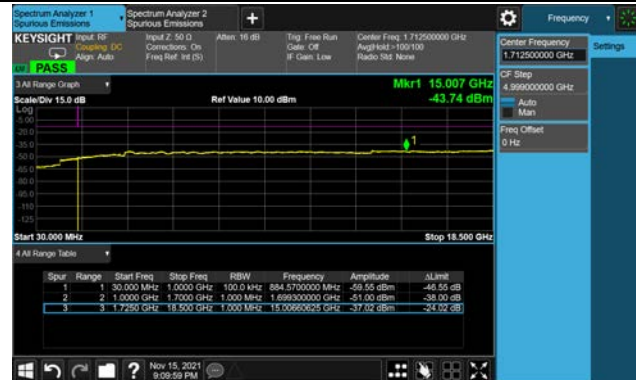 Spectrum Analyzer 1
Spurious Emissions
Spectrum Analyzer 2
Spurious Emissions
+
Frequency
KEYSIGHT
Input: RF
Coupling: DC
Align: Auto
Input Z: 50 Ω
Corrections: On
Freq Ref: Int (S)
Atten: 16 dB
Trig: Free Run
Gate: Off
IF Gain: Low
Center Freq: 1.712500000 GHz
Avg|Hold:>100/100
Radio Std: None
PASS
Center Frequency
1.712500000 GHz
Settings
CF Step
4.999000000 GHz
Auto
Man
Freq Offset
0 Hz
3 All Range Graph
Mkr1 15.007 GHz
-43.74 dBm
Scale/Div 15.0 dB
Ref Value 10.00 dBm
Log
-5.00
-20.0
-35.0
-50.0
-65.0
-80.0
-95.0
-110
-125
1
Start 30.000 MHz
Stop 18.500 GHz
4 All Range Table
Spur Range Start Freq Stop Freq RBW Frequency Amplitude ΔLimit
1 1 30.000 MHz 1.0000 GHz 100.0 kHz 884.5700000 MHz -59.55 dBm -46.55 dB
2 2 1.0000 GHz 1.7000 GHz 1.000 MHz 1.699300000 GHz -51.00 dBm -38.00 dB
3 3 1.7250 GHz 18.500 GHz 1.000 MHz 15.00660625 GHz -37.02 dBm -24.02 dB
?
Nov 15, 2021
9:09:59 PM